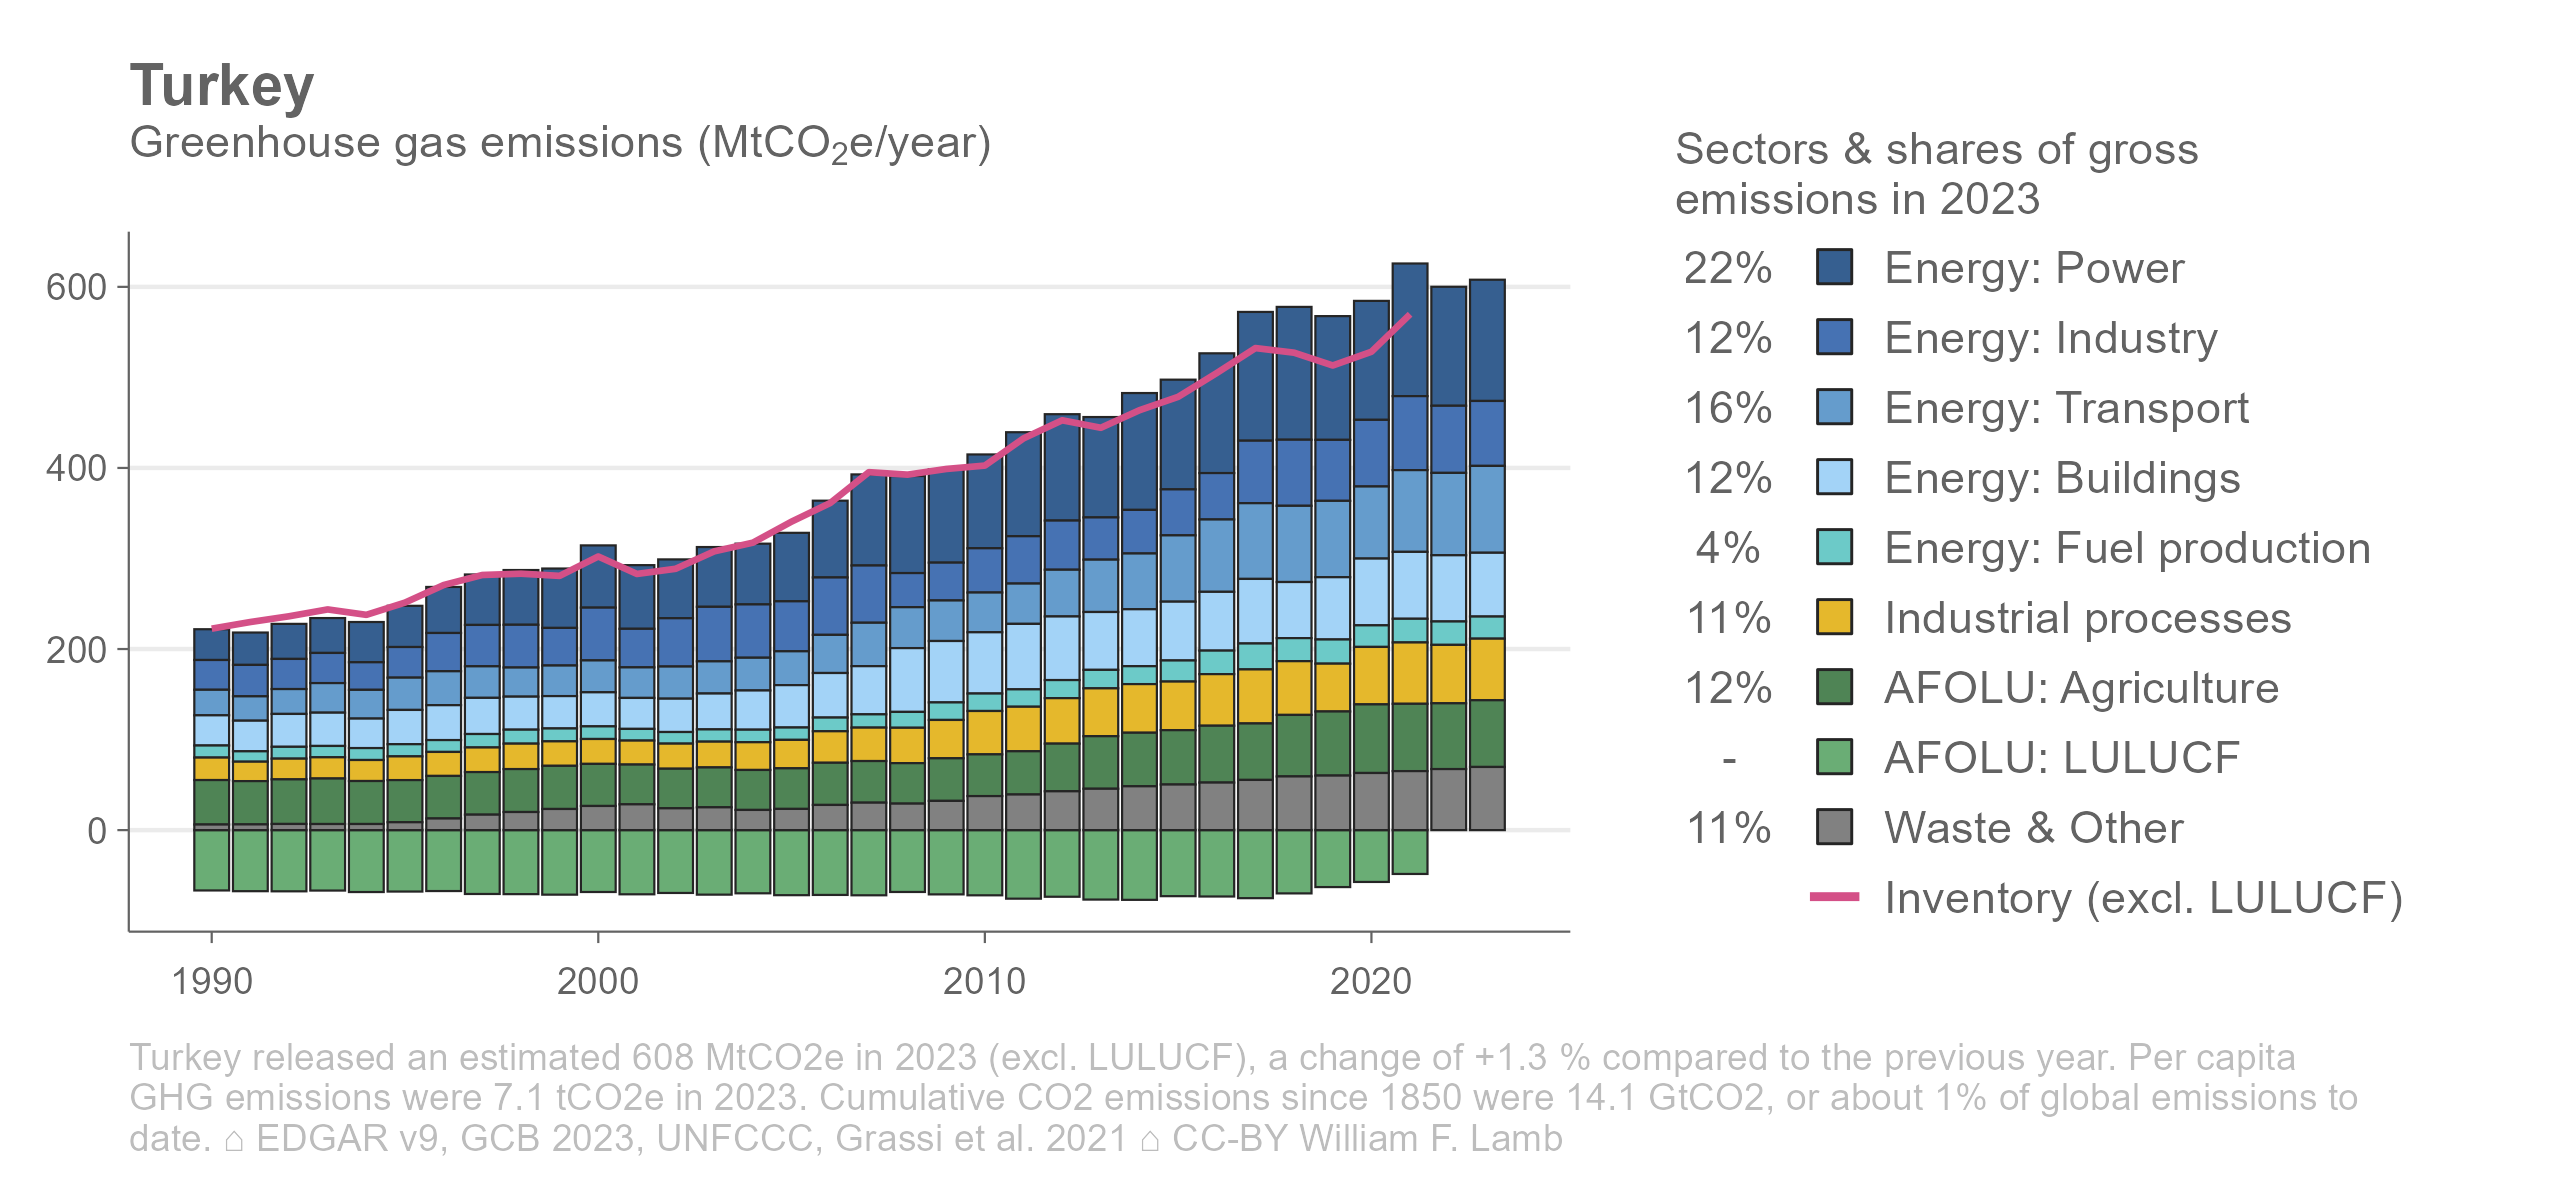 Turkey
Greenhouse gas emissions (MtCO₂e/year)
Sectors & shares of gross
emissions in 2023
22% Energy: Power
12% Energy: Industry
16% Energy: Transport
12% Energy: Buildings
4% Energy: Fuel production
11% Industrial processes
12% AFOLU: Agriculture
- AFOLU: LULUCF
11% Waste & Other
Inventory (excl. LULUCF)
600
400
200
0
1990 2000 2010 2020
Turkey released an estimated 608 MtCO2e in 2023 (excl. LULUCF), a change of +1.3 % compared to the previous year. Per capita
GHG emissions were 7.1 tCO2e in 2023. Cumulative CO2 emissions since 1850 were 14.1 GtCO2, or about 1% of global emissions to
date. ⌂ EDGAR v9, GCB 2023, UNFCCC, Grassi et al. 2021 ⌂ CC-BY William F. Lamb